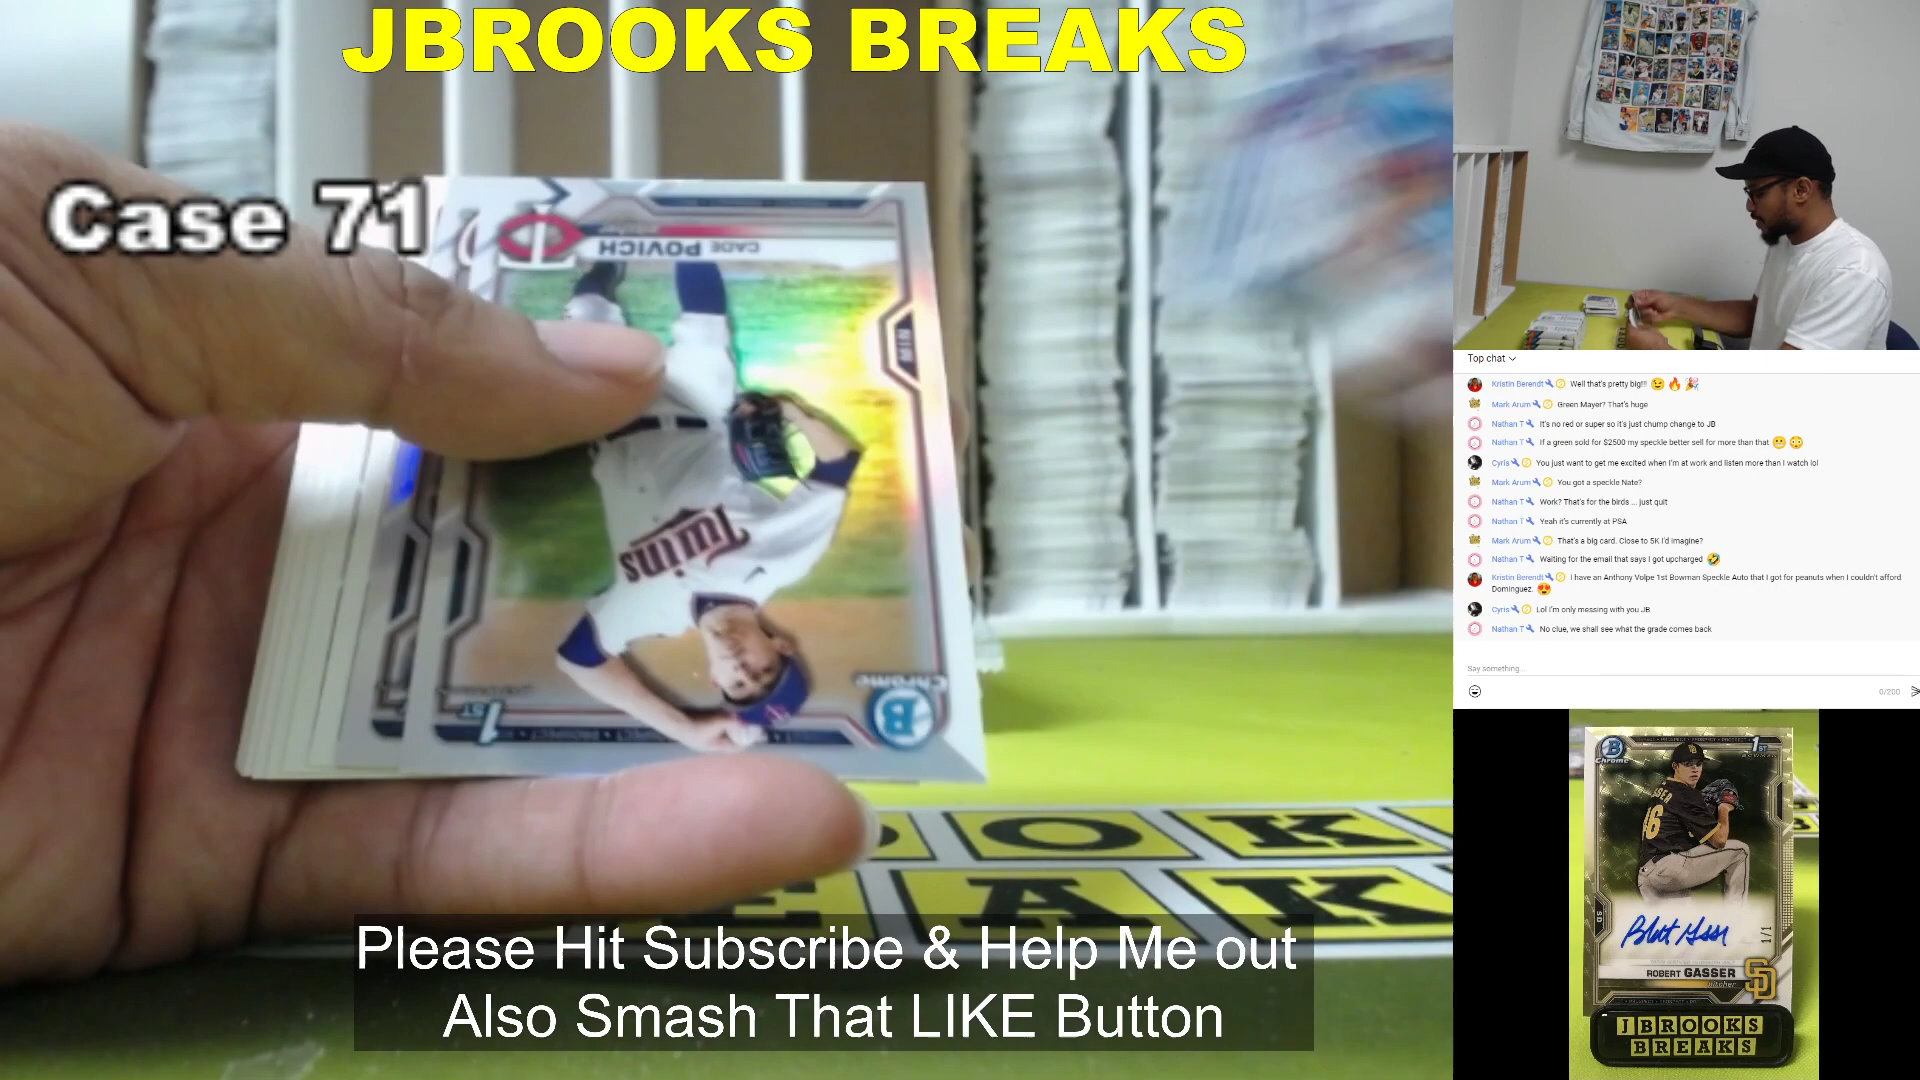 JBROOKS BREAKS
Case 71
CADE POVICH
Twins
Chrome
B
1ST
O K
A K
Please Hit Subscribe & Help Me out
Also Smash That LIKE Button
Top chat
Kristin Berendt Well that's pretty big!!! 😉 🔥 🎉
Mark Arum Green Mayer? That's huge
Nathan T It's no red or super so it's just chump change to JB
Nathan T If a green sold for $2500 my speckle better sell for more than that 😬 😳
Cyris You just want to get me excited when I'm at work and listen more than I watch lol
Mark Arum You got a speckle Nate?
Nathan T Work? That's for the birds ... just quit
Nathan T Yeah it's currently at PSA
Mark Arum That's a big card. Close to 5K I'd imagine?
Nathan T Waiting for the email that says I got upcharged 🤣
Kristin Berendt I have an Anthony Volpe 1st Bowman Speckle Auto that I got for peanuts when I couldn't afford
Dominguez. 😍
Cyris Lol I'm only messing with you JB
Nathan T No clue, we shall see what the grade comes back
Say something...
0/200
B
Chrome
1ST
BOWMAN
16
SD
1/1
ROBERT GASSER
pitcher
SD
JBROOKS
BREAKS